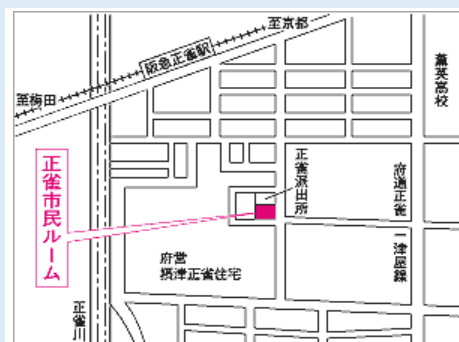 至京都
阪急正雀駅
至梅田
薫英高校
正雀市民ルーム
正雀派出所
府道正雀一津屋線
府営
摂津正雀住宅
正雀川